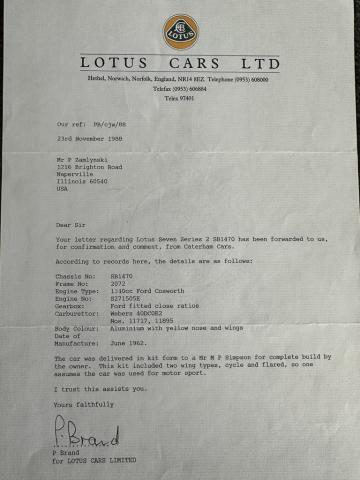 LOTUS
LOTUS CARS LTD
Hethel, Norwich, Norfolk, England, NR14 8EZ. Telephone (0953) 608000
Telefax (0953) 606884
Telex 97401
Our ref: PB/cjw/88
23rd November 1988
Mr P Zamlynski
1216 Brighton Road
Naperville
Illinois 60540
USA
Dear Sir
Your letter regarding Lotus Seven Series 2 SB1470 has been forwarded to us,
for confirmation and comment, from Caterham Cars.
According to records here, the details are as follows:
Chassis No: SB1470
Frame No: 2072
Engine Type: 1340cc Ford Cosworth
Engine No: S271505E
Gearbox: Ford fitted close ratios
Carburettor: Webers 40DCOE2
Nos. 11717, 11895
Body Colour: Aluminium with yellow nose and wings
Date of
Manufacture: June 1962.
The car was delivered in kit form to a Mr M P Simpson for complete build by
the owner. This kit included two wing types, cycle and flared, so one
assumes the car was used for motor sport.
I trust this assists you.
Yours faithfully
P. Brand
P Brand
for LOTUS CARS LIMITED